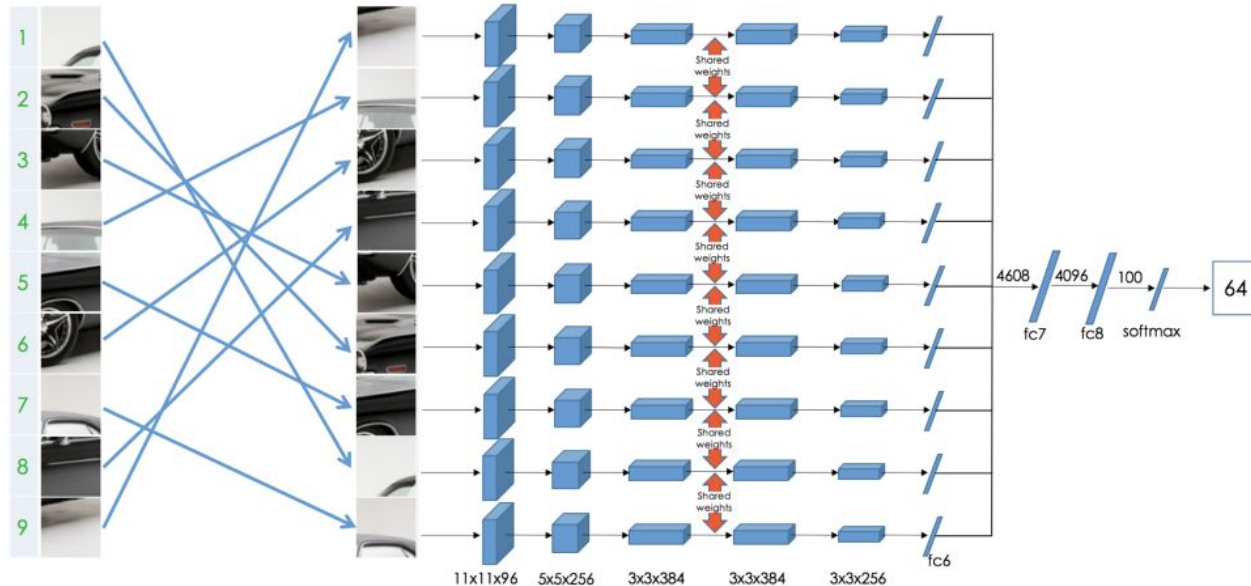 1
2
3
4
5
6
7
8
9
Shared
weights
Shared
weights
Shared
weights
Shared
weights
Shared
weights
Shared
weights
Shared
weights
Shared
weights
11x11x96
5x5x256
3x3x384
3x3x384
3x3x256
fc6
4608
fc7
4096
fc8
100
softmax
64